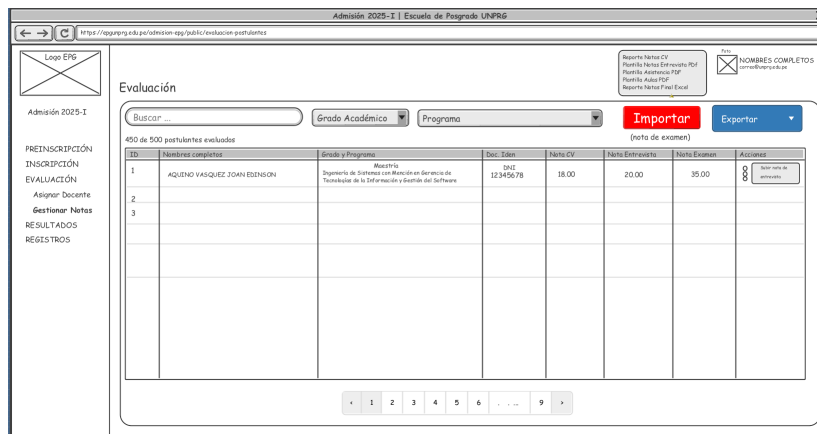 Admisión 2025-I | Escuela de Posgrado UNPRG
https://epgunprg.edu.pe/admision-epg/public/evaluacion-postulantes
Logo EPG
Admisión 2025-I
PREINSCRIPCIÓN
INSCRIPCIÓN
EVALUACIÓN
Asignar Docente
Gestionar Notas
RESULTADOS
REGISTROS
Reporte Notas CV
Plantilla Notas Entrevista PDf
Plantilla Asistencia PDF
Plantilla Aulas PDF
Reporte Notas Final Excel
Foto
NOMBRES COMPLETOS
correo@unprg.edu.pe
Evaluación
Buscar ...
Grado Académico
Programa
Importar
(nota de examen)
Exportar
450 de 500 postulantes evaluados
ID Nombres completos Grado y Programa Doc. Iden Nota CV Nota Entrevista Nota Examen Acciones
1 AQUINO VASQUEZ JOAN EDINSON
Maestría
Ingeniería de Sistemas con Mención en Gerencia de
Tecnologías de la Información y Gestión del Software
DNI
12345678
18.00
20.00
35.00
Subir nota de
entrevista
2
3
‹ 1 2 3 4 5 6 . . ... 9 ›